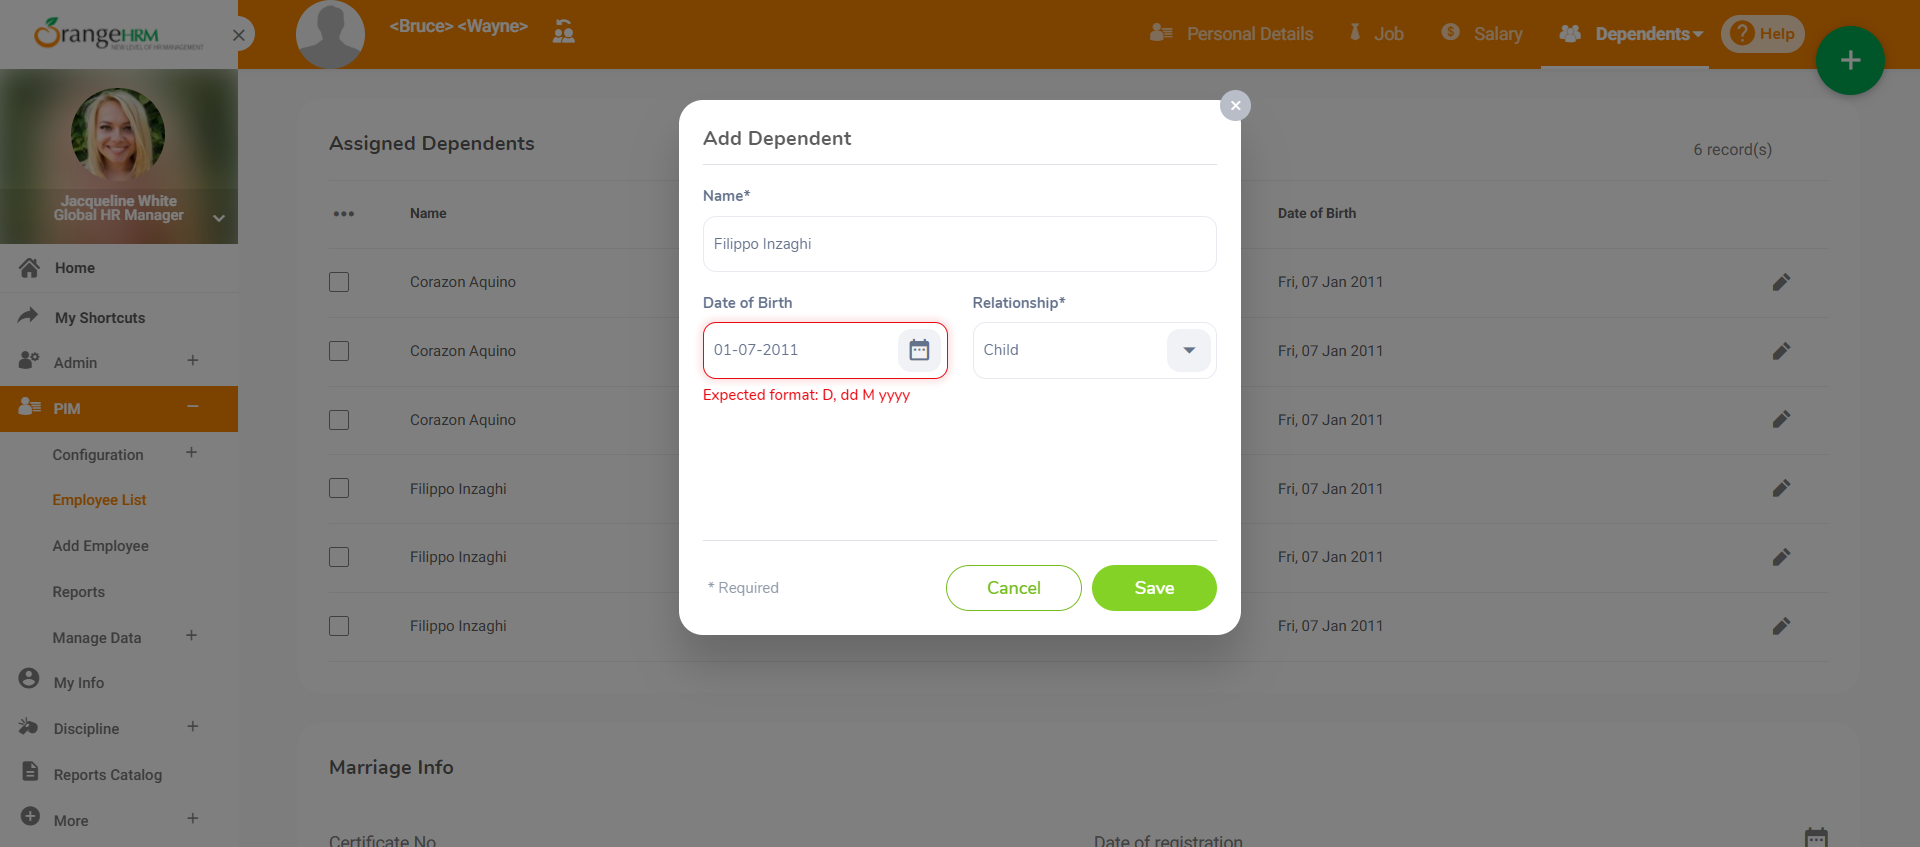 OrangeHRM
NEW LEVEL OF HR MANAGEMENT
<Bruce> <Wayne>
Personal Details
Job
Salary
Dependents
Help
Jacqueline White
Global HR Manager
Home
My Shortcuts
Admin
PIM
Configuration
Employee List
Add Employee
Reports
Manage Data
My Info
Discipline
Reports Catalog
More
Assigned Dependents
6 record(s)
Name
Date of Birth
Corazon Aquino
Fri, 07 Jan 2011
Corazon Aquino
Fri, 07 Jan 2011
Corazon Aquino
Fri, 07 Jan 2011
Filippo Inzaghi
Fri, 07 Jan 2011
Filippo Inzaghi
Fri, 07 Jan 2011
Filippo Inzaghi
Fri, 07 Jan 2011
Add Dependent
Name*
Filippo Inzaghi
Date of Birth
Relationship*
01-07-2011
Child
Expected format: D, dd M yyyy
* Required
Cancel
Save
Marriage Info
Certificate No
Date of registration